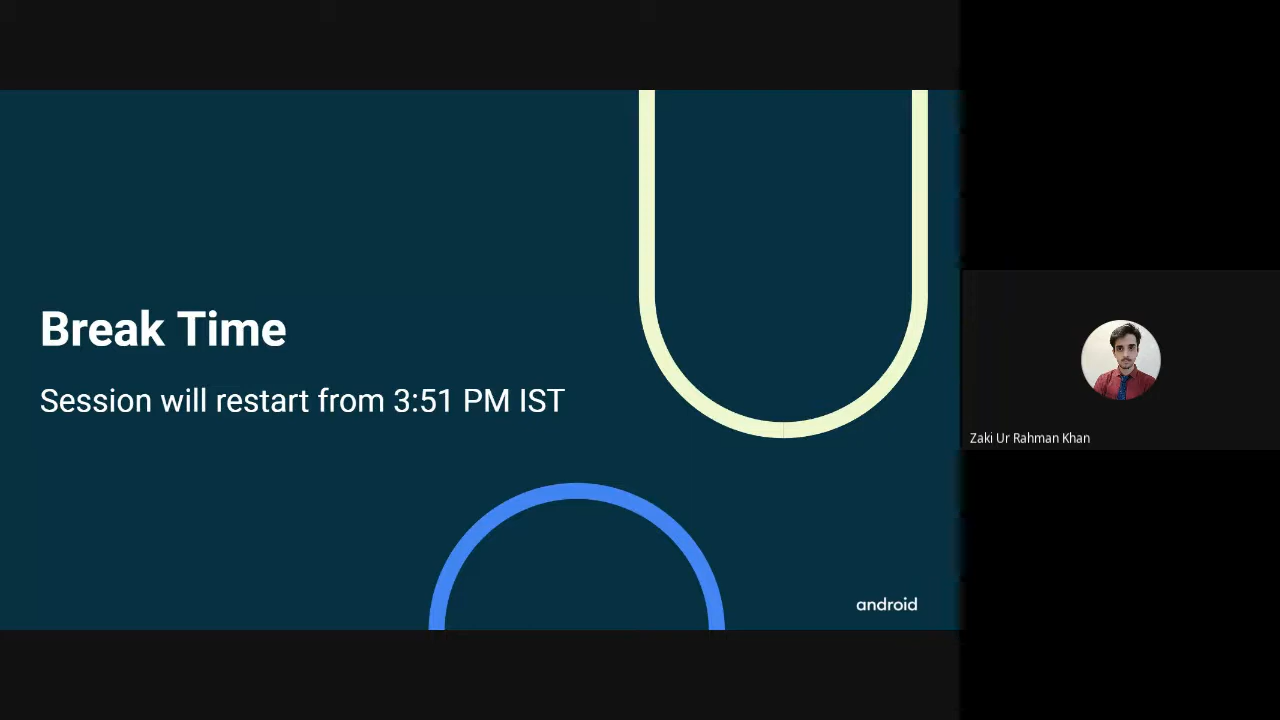 Break Time
Session will restart from 3:51 PM IST
android
Zaki Ur Rahman Khan